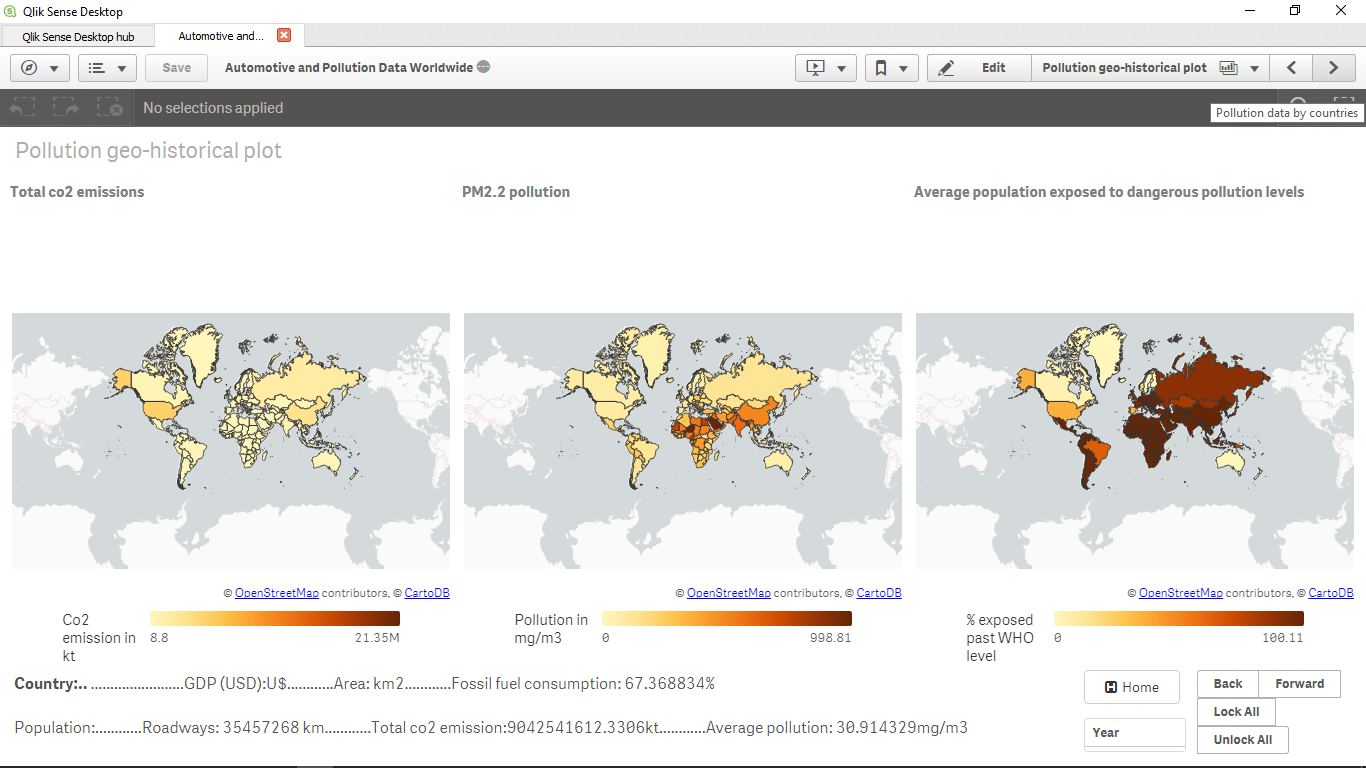 Qlik Sense Desktop
Qlik Sense Desktop hub
Automotive and...
Save
Automotive and Pollution Data Worldwide
Edit
Pollution geo-historical plot
No selections applied
Pollution data by countries
Pollution geo-historical plot
Total co2 emissions
PM2.2 pollution
Average population exposed to dangerous pollution levels
© OpenStreetMap contributors, © CartoDB
© OpenStreetMap contributors, © CartoDB
© OpenStreetMap contributors, © CartoDB
Co2
emission in
kt
8.8
21.35M
Pollution in
mg/m3
0
998.81
% exposed
past WHO
level
0
100.11
Country:.. ........................GDP (USD):U$............Area: km2............Fossil fuel consumption: 67.368834%
Population:............Roadways: 35457268 km............Total co2 emission:9042541612.3306kt............Average pollution: 30.914329mg/m3
Home
Year
Back
Forward
Lock All
Unlock All